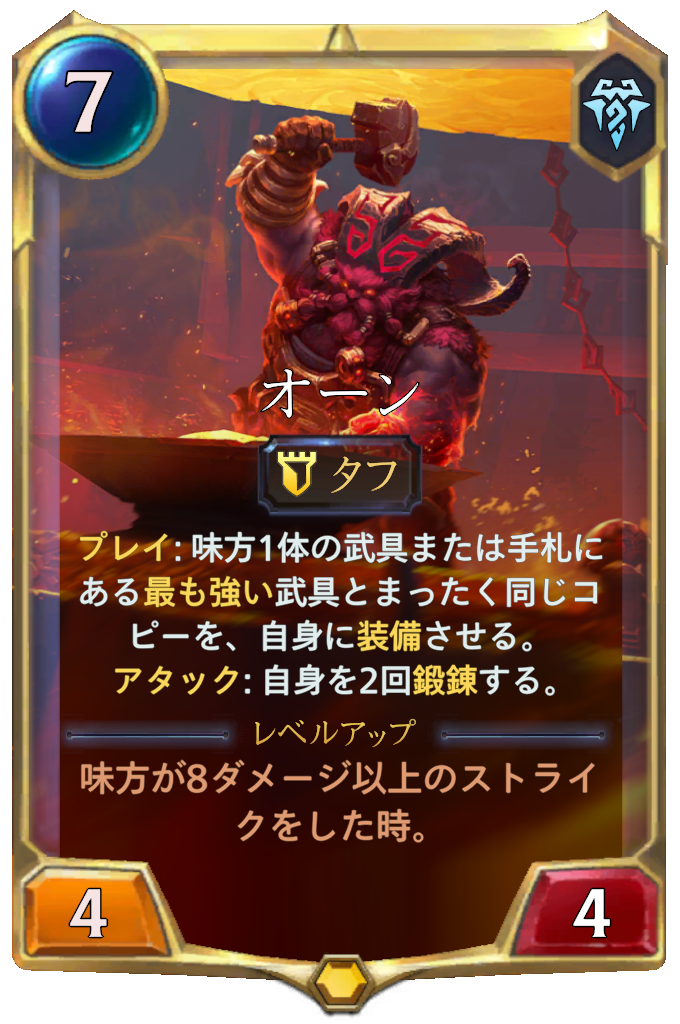 7
オーン
タフ
プレイ: 味方1体の武具または手札に
ある最も強い武具とまったく同じコ
ピーを、自身に装備させる。
アタック: 自身を2回鍛錬する。
レベルアップ
味方が8ダメージ以上のストライ
クをした時。
4
4